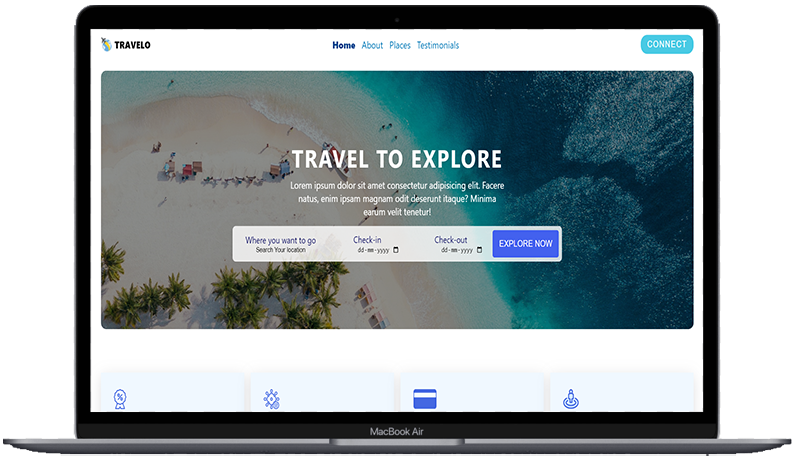 TRAVELO
Home About Places Testimonials
CONNECT
TRAVEL TO EXPLORE
Lorem ipsum dolor sit amet consectetur adipisicing elit. Facere
natus, enim ipsam magnam odit deserunt itaque? Minima
earum velit tenetur!
Where you want to go
Search Your location
Check-in
dd-mm-yyyy
Check-out
dd-mm-yyyy
EXPLORE NOW
MacBook Air